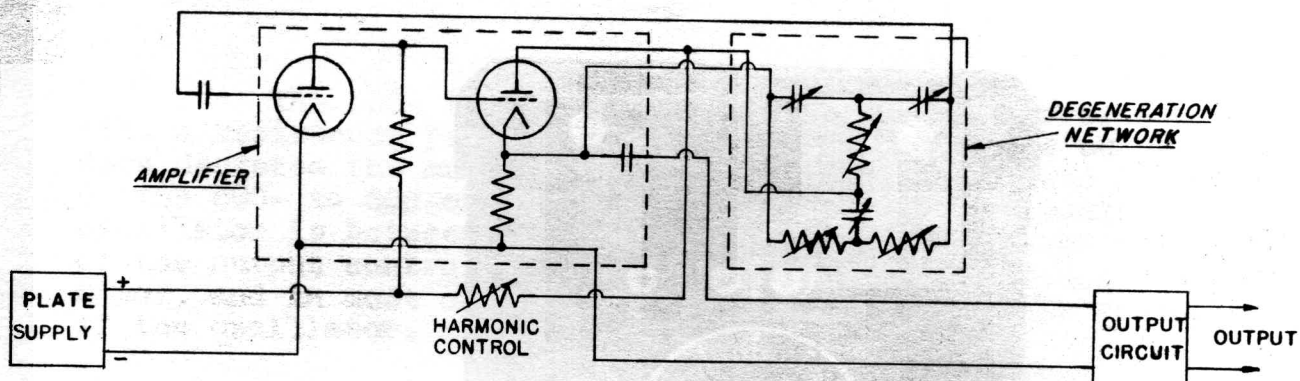 DEGENERATION
NETWORK
AMPLIFIER
+
PLATE
SUPPLY
−
HARMONIC
CONTROL
OUTPUT
CIRCUIT
OUTPUT